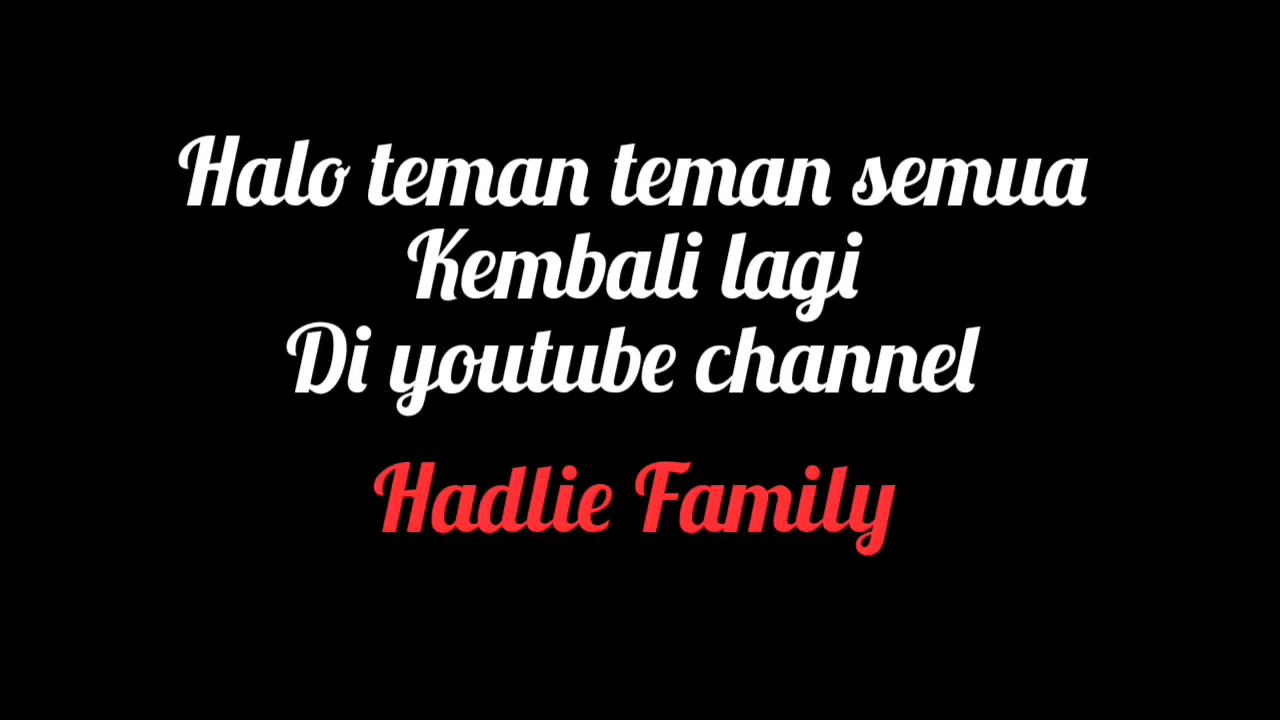 Halo teman teman semua
Kembali lagi
Di youtube channel
Hadlie Family